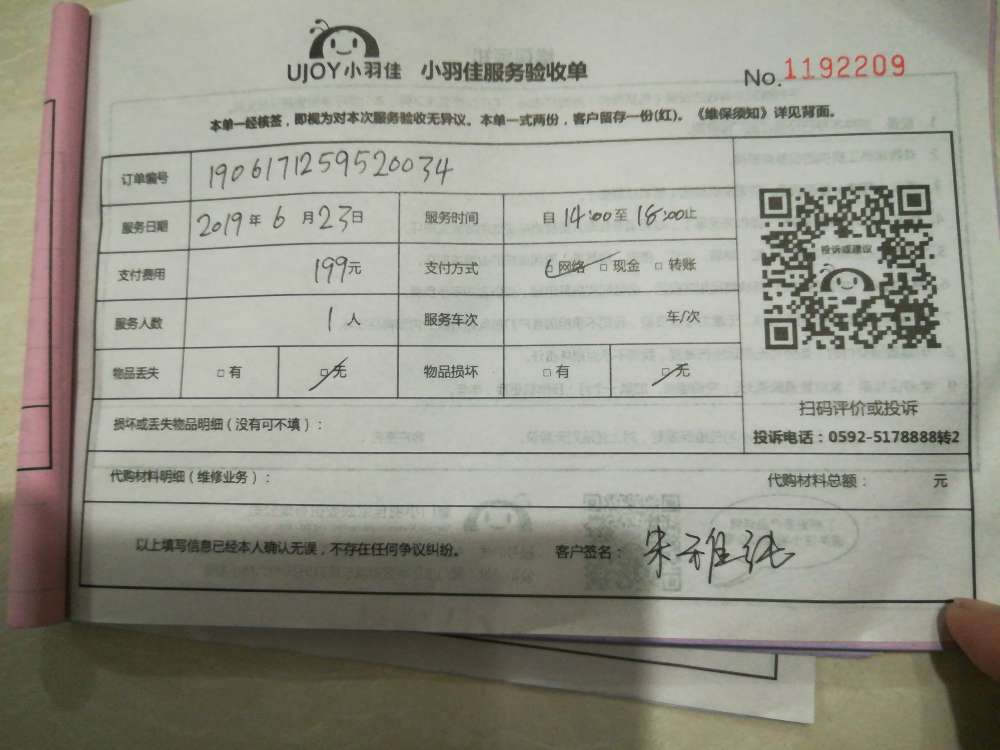 UJOY小羽佳 小羽佳服务验收单
No.1192209
本单一经核签，即视为对本次服务验收无异议。本单一式两份，客户留存一份(红)。《维保须知》详见背面。
订单编号 1906171259520034
服务日期 2019年6月23日 服务时间 自14:00至18:00止
投诉或建议
支付费用 199元 支付方式 网络 □现金 □转账
服务人数 1人 服务车次 车/次
物品丢失 □有 □无 物品损坏 □有 □无
扫码评价或投诉
损坏或丢失物品明细（没有可不填）：
投诉电话：0592-5178888转2
代购材料明细（维修业务）： 代购材料总额： 元
以上填写信息已经本人确认无误，不存在任何争议纠纷。 客户签名：宋雅纯